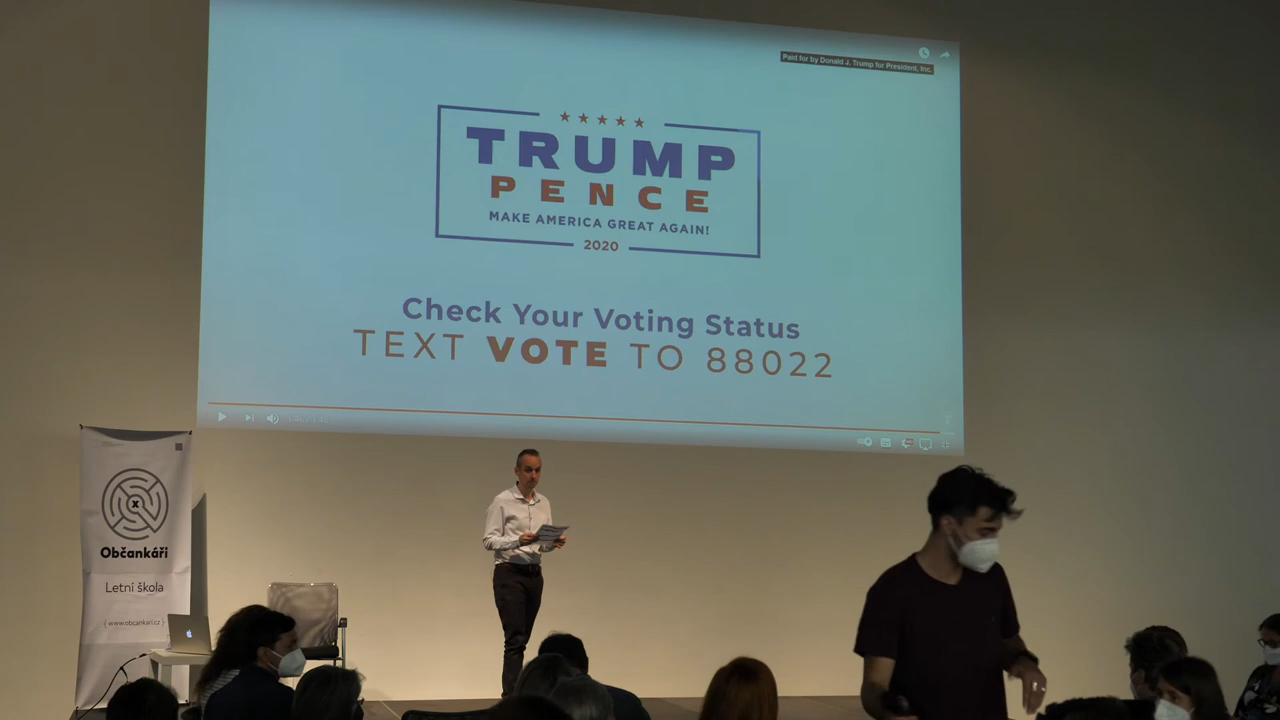 Paid for by Donald J. Trump for President, Inc.
TRUMP
PENCE
MAKE AMERICA GREAT AGAIN!
2020
Check Your Voting Status
TEXT VOTE TO 88022
x
Občankáři
Letní škola
( www.obcankari.cz )